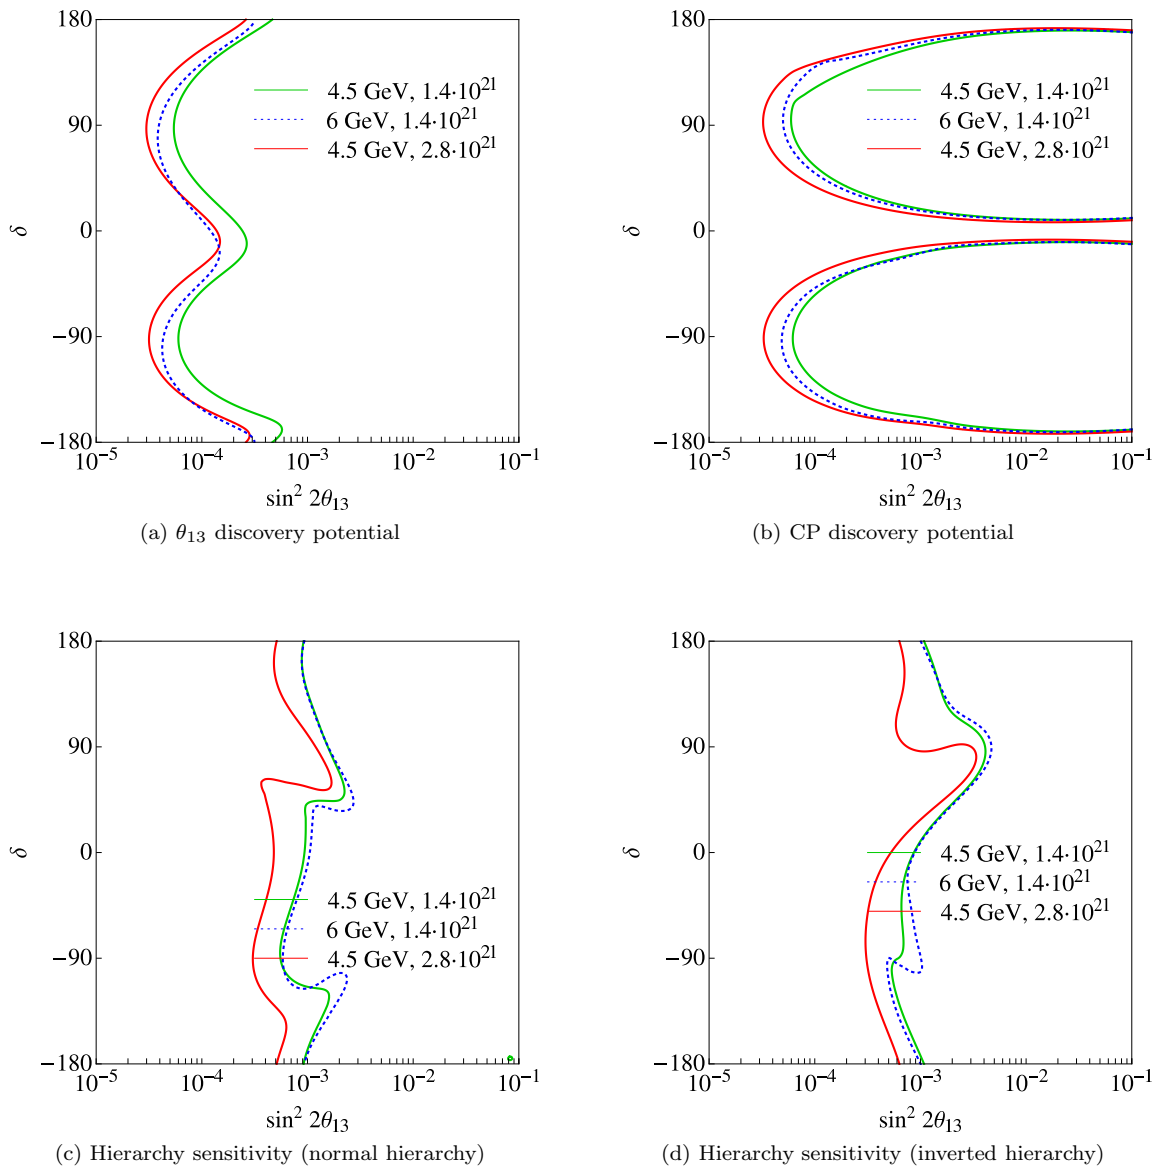 180
90
0
−90
−180
δ
4.5 GeV, 1.4·10²¹
6 GeV, 1.4·10²¹
4.5 GeV, 2.8·10²¹
10⁻⁵ 10⁻⁴ 10⁻³ 10⁻² 10⁻¹
sin² 2θ₁₃
(a) θ₁₃ discovery potential
180
90
0
−90
−180
δ
4.5 GeV, 1.4·10²¹
6 GeV, 1.4·10²¹
4.5 GeV, 2.8·10²¹
10⁻⁵ 10⁻⁴ 10⁻³ 10⁻² 10⁻¹
sin² 2θ₁₃
(b) CP discovery potential
180
90
0
−90
−180
δ
4.5 GeV, 1.4·10²¹
6 GeV, 1.4·10²¹
4.5 GeV, 2.8·10²¹
10⁻⁵ 10⁻⁴ 10⁻³ 10⁻² 10⁻¹
sin² 2θ₁₃
(c) Hierarchy sensitivity (normal hierarchy)
180
90
0
−90
−180
δ
4.5 GeV, 1.4·10²¹
6 GeV, 1.4·10²¹
4.5 GeV, 2.8·10²¹
10⁻⁵ 10⁻⁴ 10⁻³ 10⁻² 10⁻¹
sin² 2θ₁₃
(d) Hierarchy sensitivity (inverted hierarchy)